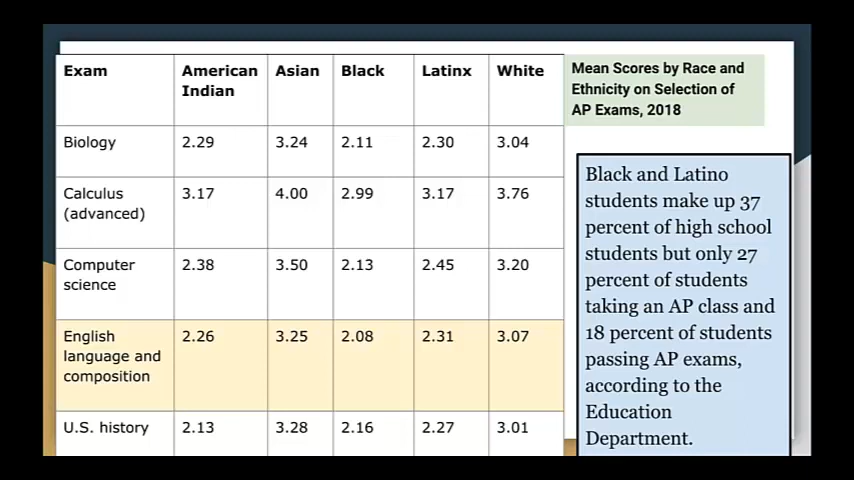 Exam American Indian Asian Black Latinx White
Biology 2.29 3.24 2.11 2.30 3.04
Calculus (advanced) 3.17 4.00 2.99 3.17 3.76
Computer science 2.38 3.50 2.13 2.45 3.20
English language and composition 2.26 3.25 2.08 2.31 3.07
U.S. history 2.13 3.28 2.16 2.27 3.01
Mean Scores by Race and
Ethnicity on Selection of
AP Exams, 2018
Black and Latino
students make up 37
percent of high school
students but only 27
percent of students
taking an AP class and
18 percent of students
passing AP exams,
according to the
Education
Department.